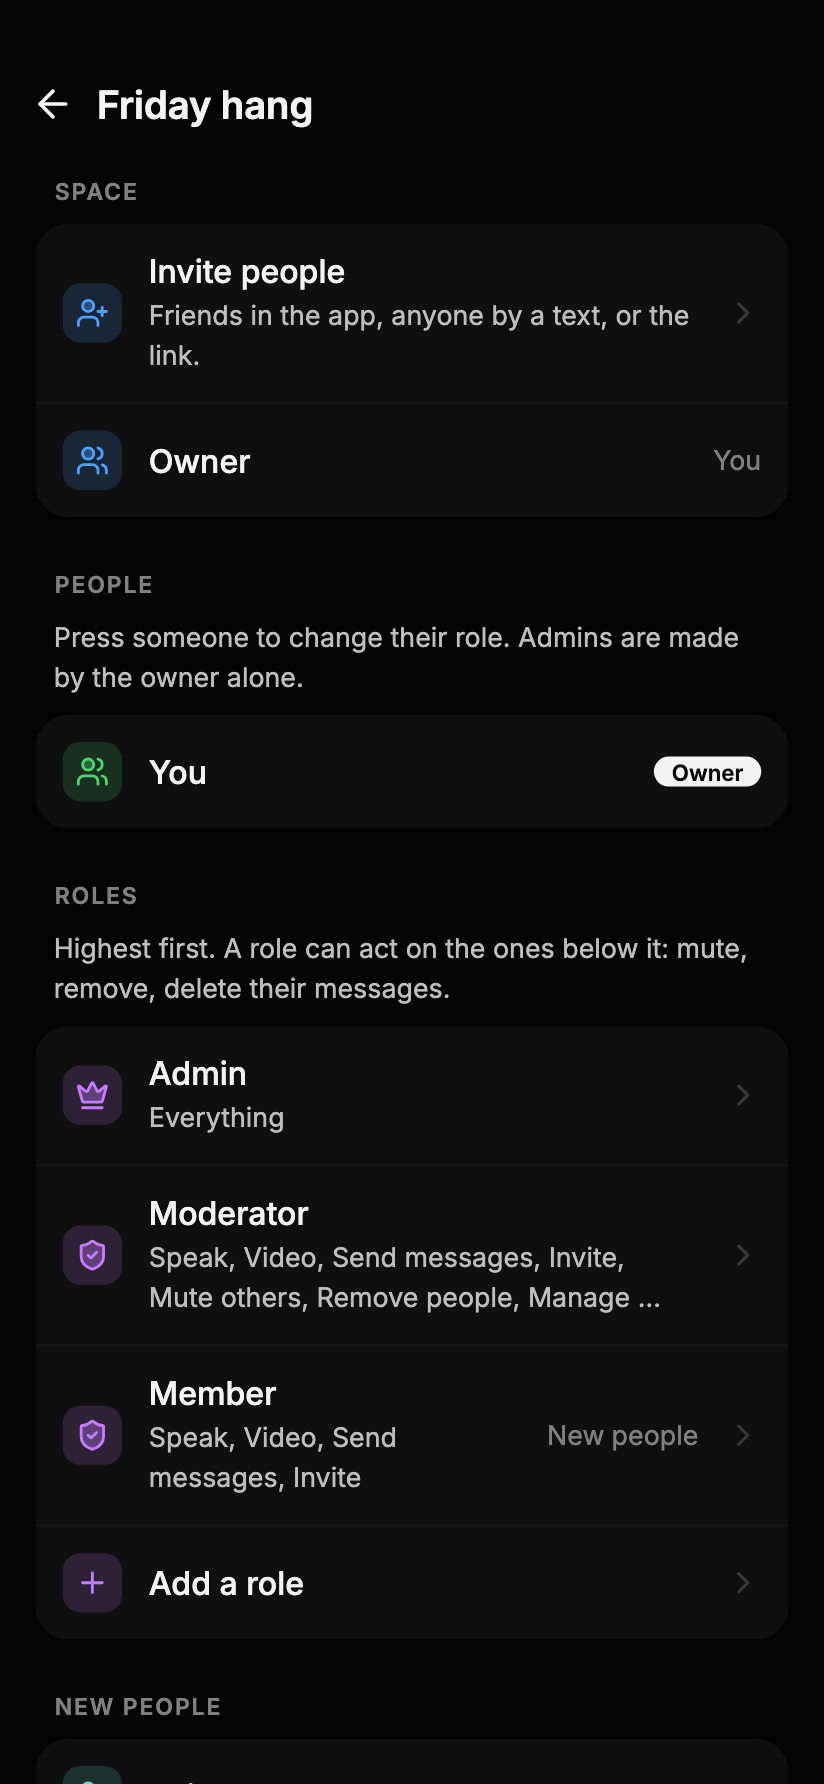 Friday hang
SPACE
Invite people
Friends in the app, anyone by a text, or the
link.
Owner
You
PEOPLE
Press someone to change their role. Admins are made
by the owner alone.
You
Owner
ROLES
Highest first. A role can act on the ones below it: mute,
remove, delete their messages.
Admin
Everything
Moderator
Speak, Video, Send messages, Invite,
Mute others, Remove people, Manage ...
Member
Speak, Video, Send
messages, Invite
New people
Add a role
NEW PEOPLE